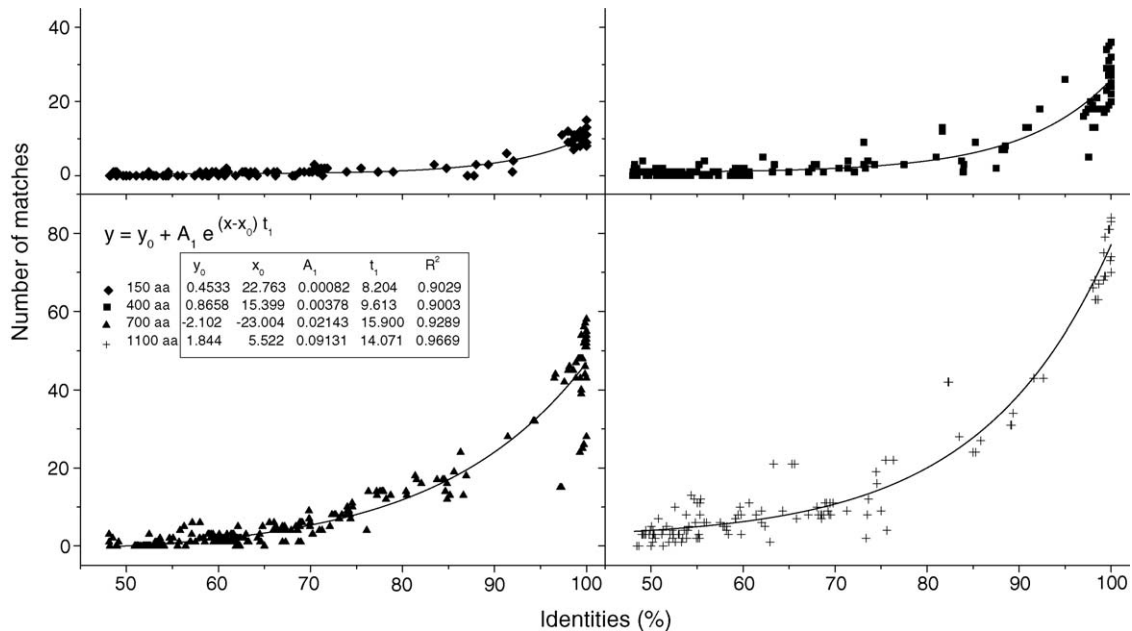 40
20
0
Number of matches
80
60
40
20
0
y = y0 + A1 e(x-x0) t1
y0 x0 A1 t1 R2
150 aa 0.4533 22.763 0.00082 8.204 0.9029
400 aa 0.8658 15.399 0.00378 9.613 0.9003
700 aa -2.102 -23.004 0.02143 15.900 0.9289
1100 aa 1.844 5.522 0.09131 14.071 0.9669
50 60 70 80 90 100 50 60 70 80 90 100
Identities (%)